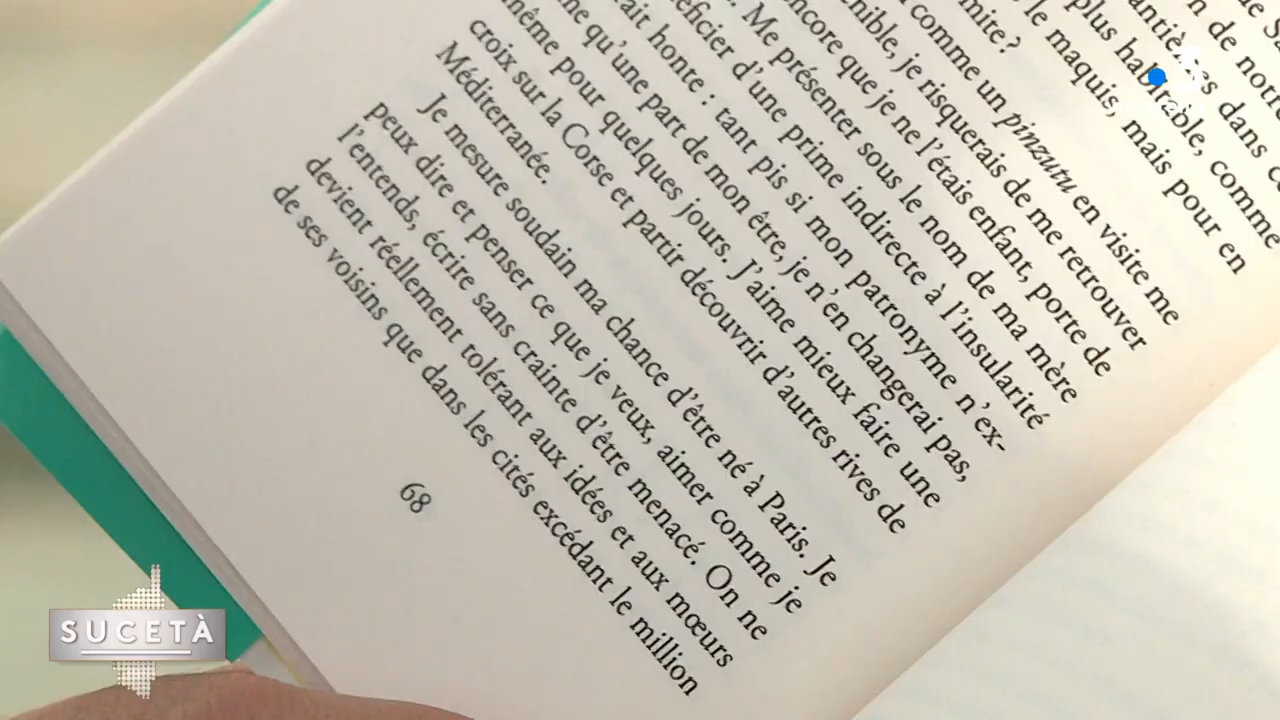 de notr
dans c
plus habitable, comme
le maquis, mais pour en
mite ?
comme un pinzutu en visite me
nible, je risquerais de me retrouver
encore que je ne l'étais enfant, porte de
. Me présenter sous le nom de ma mère
éficier d'une prime indirecte à l'insularité
rait honte : tant pis si mon patronyme n'ex-
me qu'une part de mon être, je n'en changerai pas,
même pour quelques jours. J'aime mieux faire une
croix sur la Corse et partir découvrir d'autres rives de
Méditerranée.
Je mesure soudain ma chance d'être né à Paris. Je
peux dire et penser ce que je veux, aimer comme je
l'entends, écrire sans crainte d'être menacé. On ne
devient réellement tolérant aux idées et aux mœurs
de ses voisins que dans les cités excédant le million
68
SUCETÀ